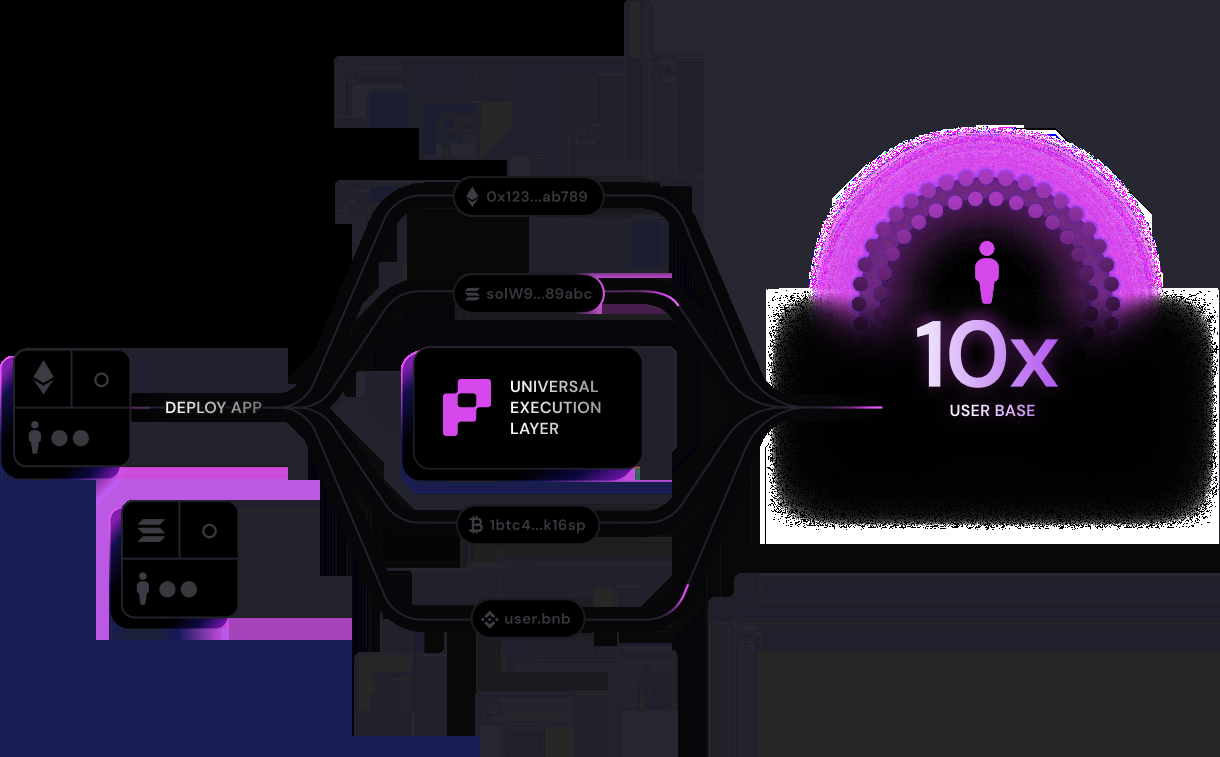 0x123...ab789
solW9...89abc
DEPLOY APP
UNIVERSAL
EXECUTION
LAYER
10x
USER BASE
1btc4...k16sp
user.bnb